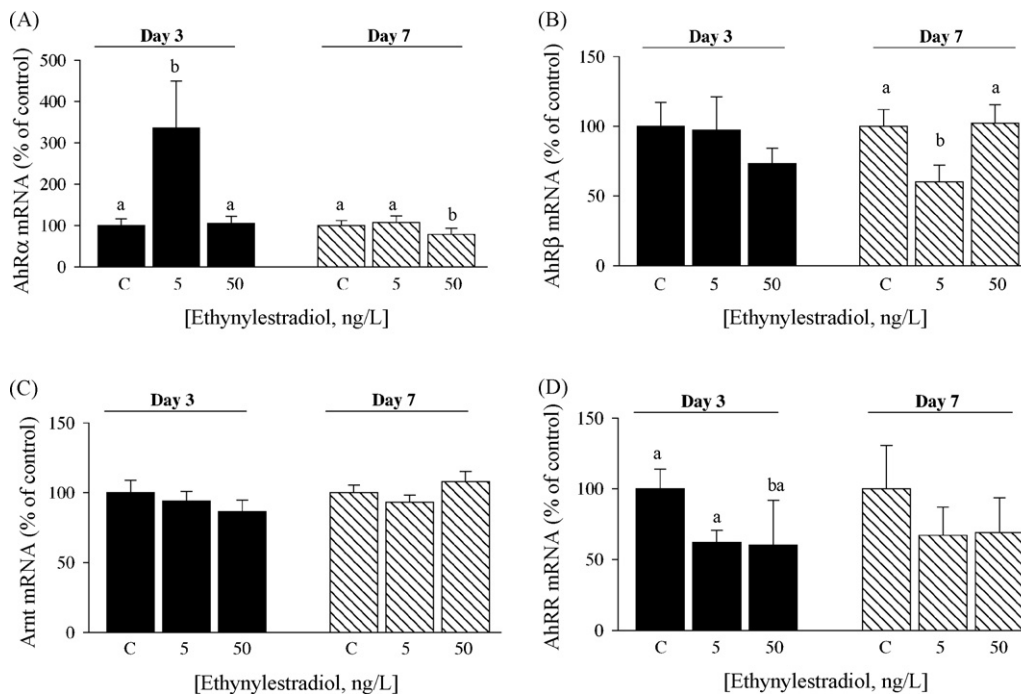 (A)
Day 3 Day 7
AhRα mRNA (% of control)
500
400
300
200
100
0
a b a a a b
C 5 50 C 5 50
[Ethynylestradiol, ng/L]
(B)
Day 3 Day 7
AhRβ mRNA (% of control)
150
100
50
0
a b a
C 5 50 C 5 50
[Ethynylestradiol, ng/L]
(C)
Day 3 Day 7
Arnt mRNA (% of control)
150
100
50
0
C 5 50 C 5 50
[Ethynylestradiol, ng/L]
(D)
Day 3 Day 7
AhRR mRNA (% of control)
150
100
50
0
a a ba
C 5 50 C 5 50
[Ethynylestradiol, ng/L]